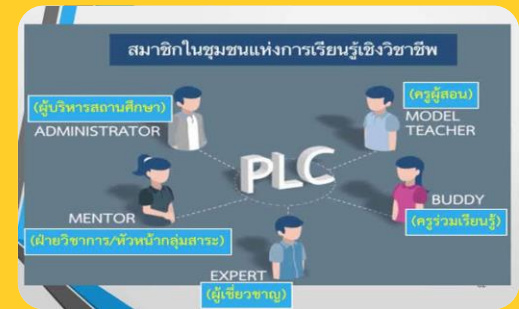 สมาชิกในชุมชนแห่งการเรียนรู้เชิงวิชาชีพ
(ผู้บริหารสถานศึกษา)
ADMINISTRATOR
(ครูผู้สอน)
MODEL
TEACHER
PLC
MENTOR
(ฝ่ายวิชาการ/หัวหน้ากลุ่มสาระ)
BUDDY
(ครูร่วมเรียนรู้)
EXPERT
(ผู้เชี่ยวชาญ)